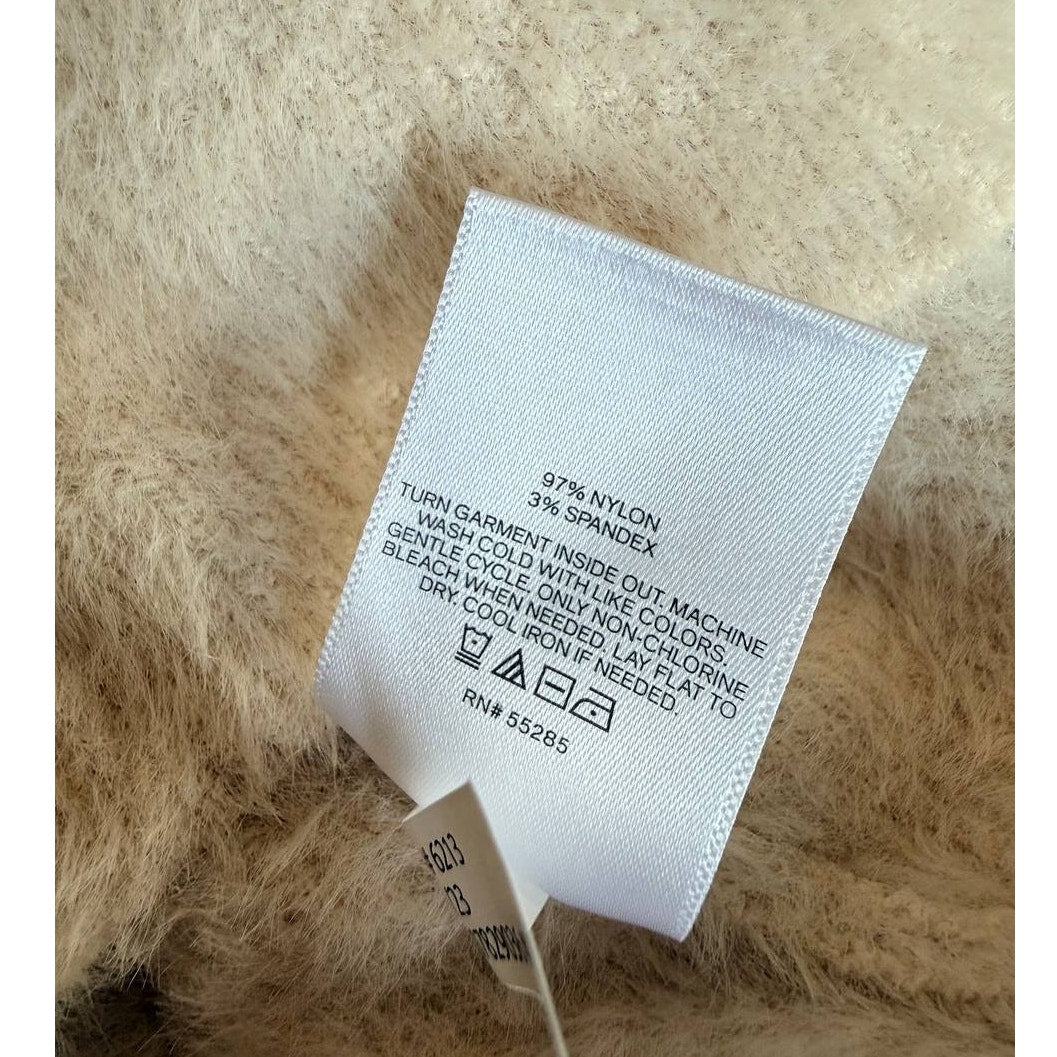 97% NYLON
3% SPANDEX
TURN GARMENT INSIDE OUT. MACHINE
WASH COLD WITH LIKE COLORS.
GENTLE CYCLE. ONLY NON-CHLORINE
BLEACH WHEN NEEDED. LAY FLAT TO
DRY. COOL IRON IF NEEDED.
RN# 55285
# 6213